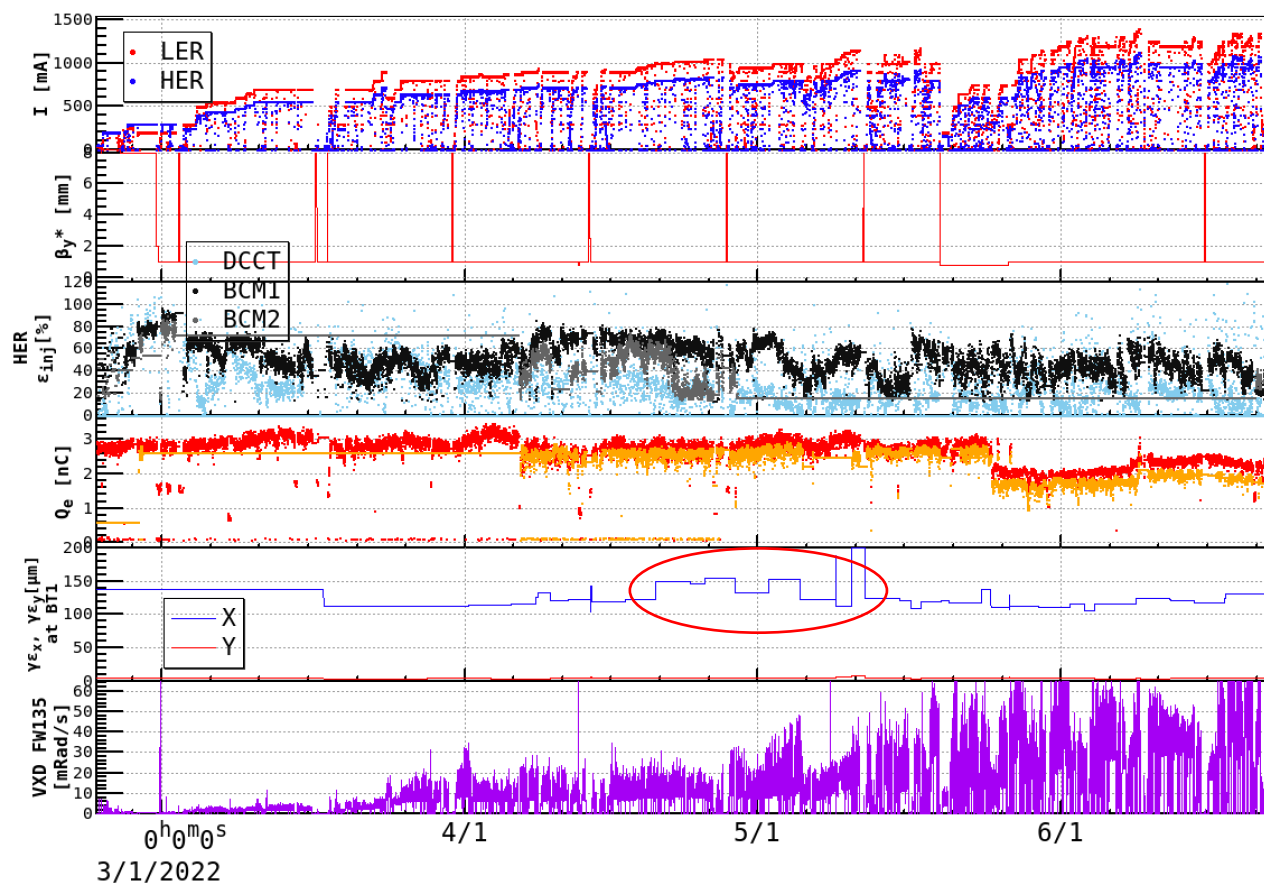 1500
1000
500
0
I [mA]
LER
HER
8
6
4
2
0
βy* [mm]
120
100
80
60
40
20
0
HER
εinj[%]
DCCT
BCM1
BCM2
3
2
1
0
Qe [nC]
200
150
100
50
0
γεx, γεy[μm]
at BT1
X
Y
60
50
40
30
20
10
0
VXD FW135
[mRad/s]
0h0m0s
4/1
5/1
6/1
3/1/2022